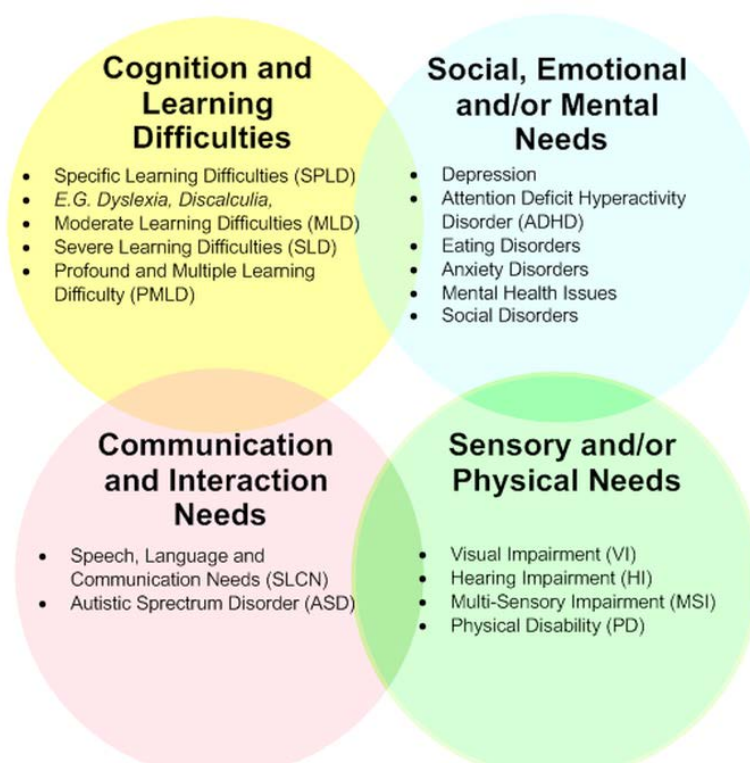 Cognition and
Learning
Difficulties
• Specific Learning Difficulties (SPLD)
• E.G. Dyslexia, Discalculia,
• Moderate Learning Difficulties (MLD)
• Severe Learning Difficulties (SLD)
• Profound and Multiple Learning
Difficulty (PMLD)
Social, Emotional
and/or Mental
Needs
• Depression
• Attention Deficit Hyperactivity
Disorder (ADHD)
• Eating Disorders
• Anxiety Disorders
• Mental Health Issues
• Social Disorders
Communication
and Interaction
Needs
• Speech, Language and
Communication Needs (SLCN)
• Autistic Sprectrum Disorder (ASD)
Sensory and/or
Physical Needs
• Visual Impairment (VI)
• Hearing Impairment (HI)
• Multi-Sensory Impairment (MSI)
• Physical Disability (PD)